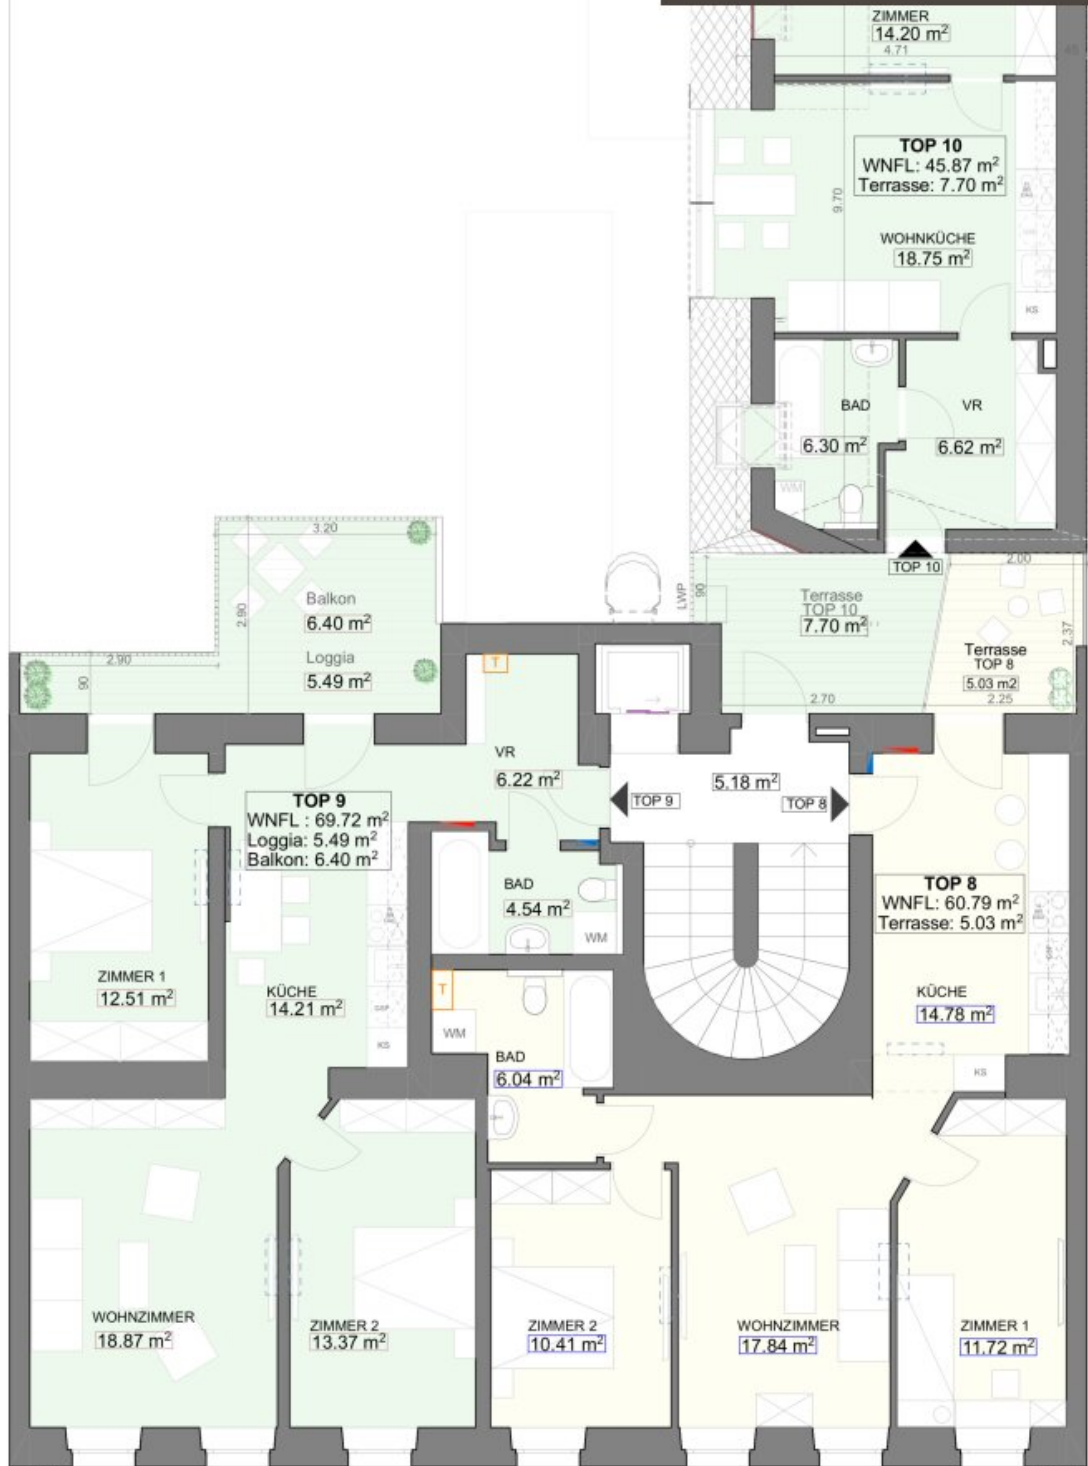 ZIMMER
14.20 m²
4.71
TOP 10
WNFL: 45.87 m²
Terrasse: 7.70 m²
9.70
WOHNKÜCHE
18.75 m²
KS
BAD
6.30 m²
VR
6.62 m²
WM
TOP 10
3.20
2.90
Balkon
6.40 m²
Loggia
5.49 m²
2.90
90
LWP
90
Terrasse
TOP 10
7.70 m²
2.00
2.37
Terrasse
TOP 8
5.03 m2
2.70
2.25
T
VR
6.22 m²
TOP 9
5.18 m²
TOP 8
TOP 9
WNFL : 69.72 m²
Loggia: 5.49 m²
Balkon: 6.40 m²
BAD
4.54 m²
WM
TOP 8
WNFL: 60.79 m²
Terrasse: 5.03 m²
ZIMMER 1
12.51 m²
KÜCHE
14.21 m²
GSP
KS
T
WM
BAD
6.04 m²
KÜCHE
14.78 m²
GSP
KS
WOHNZIMMER
18.87 m²
ZIMMER 2
13.37 m²
ZIMMER 2
10.41 m²
WOHNZIMMER
17.84 m²
ZIMMER 1
11.72 m²